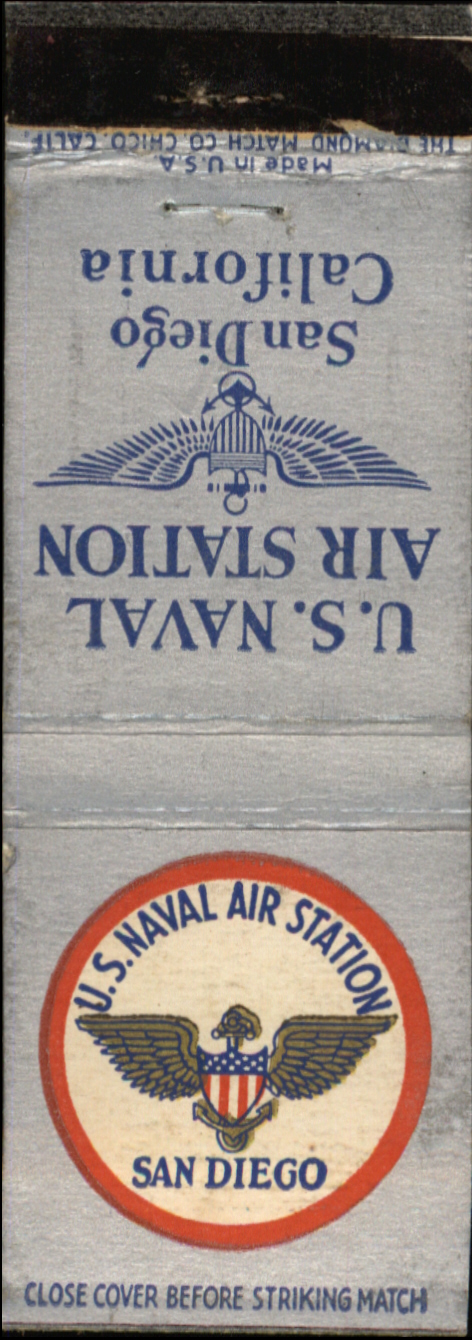 THE DIAMOND MATCH CO. CHICO, CALIF.
Made in U.S.A
U.S. NAVAL
AIR STATION
San Diego
California
U.S. NAVAL AIR STATION
SAN DIEGO
CLOSE COVER BEFORE STRIKING MATCH